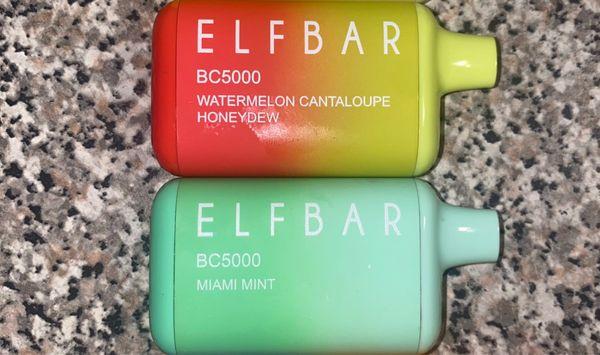 ELFBAR
BC5000
WATERMELON CANTALOUPE
HONEYDEW
ELFBAR
BC5000
MIAMI MINT